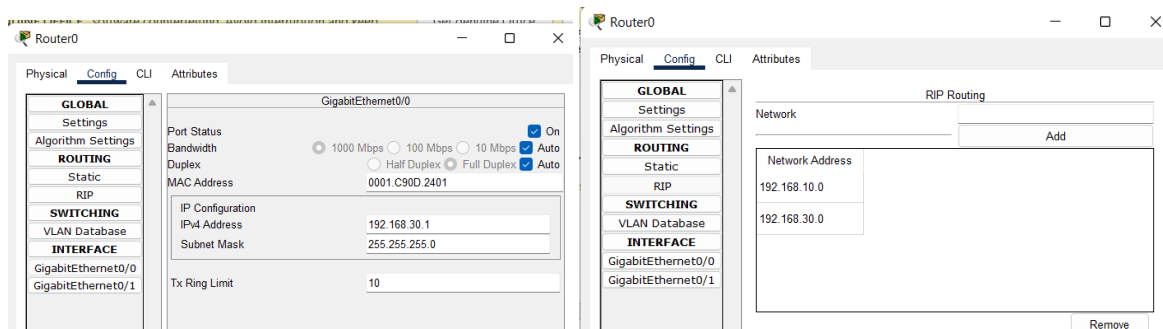 Router0
Physical Config CLI Attributes
GLOBAL
Settings
Algorithm Settings
ROUTING
Static
RIP
SWITCHING
VLAN Database
INTERFACE
GigabitEthernet0/0
GigabitEthernet0/1
GigabitEthernet0/0
Port Status On
Bandwidth 1000 Mbps 100 Mbps 10 Mbps Auto
Duplex Half Duplex Full Duplex Auto
MAC Address 0001.C90D.2401
IP Configuration
IPv4 Address 192.168.30.1
Subnet Mask 255.255.255.0
Tx Ring Limit 10
Router0
Physical Config CLI Attributes
GLOBAL
Settings
Algorithm Settings
ROUTING
Static
RIP
SWITCHING
VLAN Database
INTERFACE
GigabitEthernet0/0
GigabitEthernet0/1
RIP Routing
Network
Add
Network Address
192.168.10.0
192.168.30.0
Remove